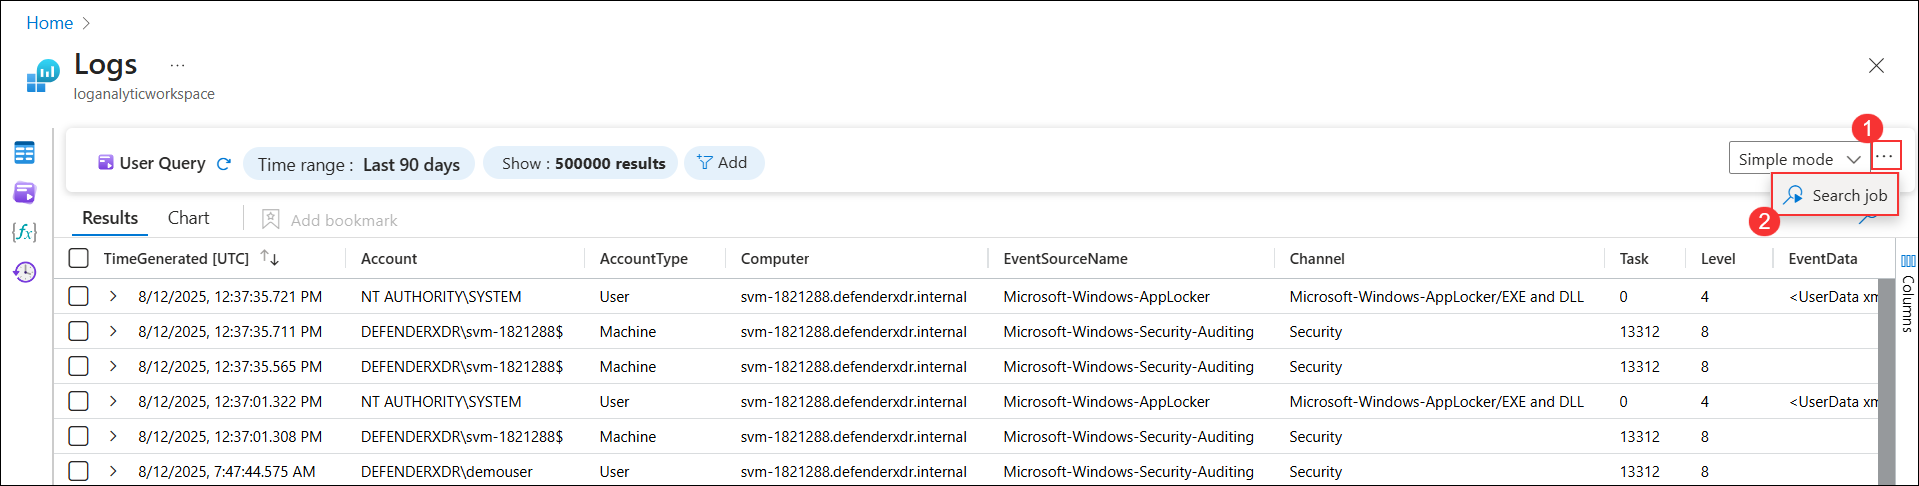 Home >
Logs ...
loganalyticworkspace
1
User Query Time range : Last 90 days Show : 500000 results Add Simple mode ...
Search job
2
Results Chart Add bookmark
TimeGenerated [UTC] ↑↓ Account AccountType Computer EventSourceName Channel Task Level EventData
> 8/12/2025, 12:37:35.721 PM NT AUTHORITY\SYSTEM User svm-1821288.defenderxdr.internal Microsoft-Windows-AppLocker Microsoft-Windows-AppLocker/EXE and DLL 0 4 <UserData xm
> 8/12/2025, 12:37:35.711 PM DEFENDERXDR\svm-1821288$ Machine svm-1821288.defenderxdr.internal Microsoft-Windows-Security-Auditing Security 13312 8
> 8/12/2025, 12:37:35.565 PM DEFENDERXDR\svm-1821288$ Machine svm-1821288.defenderxdr.internal Microsoft-Windows-Security-Auditing Security 13312 8
> 8/12/2025, 12:37:01.322 PM NT AUTHORITY\SYSTEM User svm-1821288.defenderxdr.internal Microsoft-Windows-AppLocker Microsoft-Windows-AppLocker/EXE and DLL 0 4 <UserData xm
> 8/12/2025, 12:37:01.308 PM DEFENDERXDR\svm-1821288$ Machine svm-1821288.defenderxdr.internal Microsoft-Windows-Security-Auditing Security 13312 8
> 8/12/2025, 7:47:44.575 AM DEFENDERXDR\demouser User svm-1821288.defenderxdr.internal Microsoft-Windows-Security-Auditing Security 13312 8
Columns